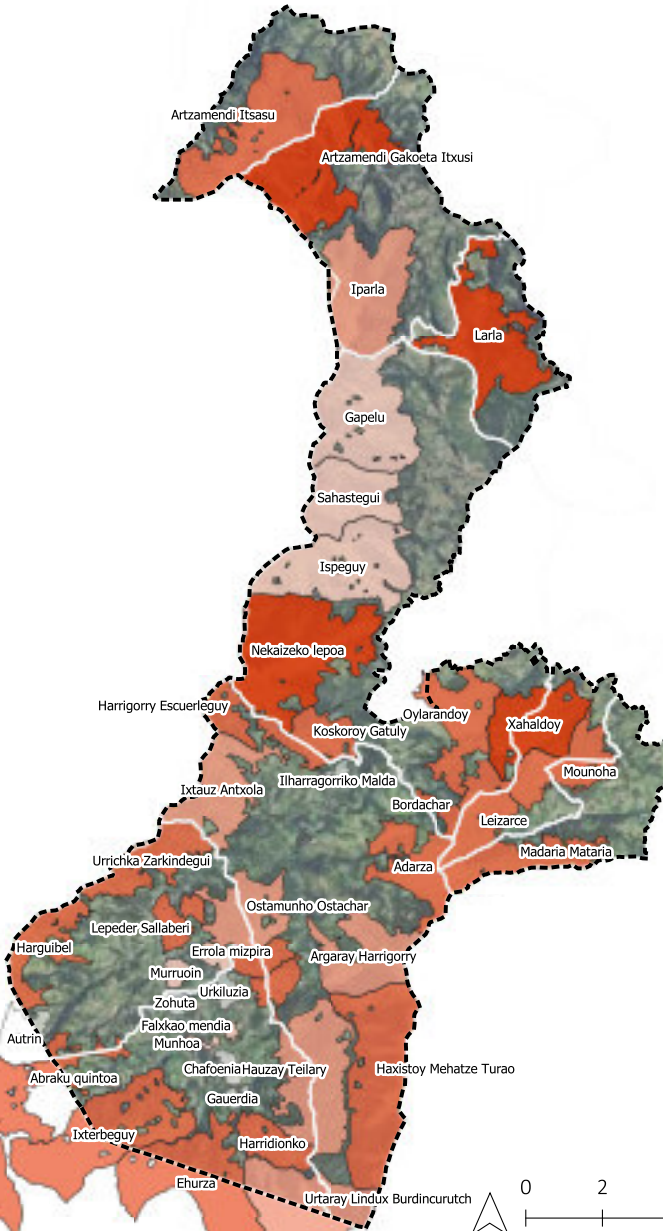 Artzamendi Itsasu
Artzamendi Gakoeta Itxusi
Iparla
Larla
Gapelu
Sahastegui
Ispeguy
Nekaizeko lepoa
Harrigorry Escuerleguy
Oylarandoy
Xahaldoy
Koskoroy Gatuly
Mounoha
Ilharragorriko Malda
Ixtauz Antxola
Bordachar
Leizarce
Madaria Mataria
Urrichka Zarkindegui
Adarza
Ostamunho Ostachar
Lepeder Sallaberi
Harguibel
Errola mizpira
Argaray Harrigorry
Murruoin
Urkiluzia
Zohuta
Falxkao mendia
Autrin
Munhoa
Chafoenia
Hauzay Teilary
Haxistoy Mehatze Turao
Abraku quintoa
Gauerdia
Ixterbeguy
Harridionko
Ehurza
Urtaray Lindux Burdincurutch
0 2